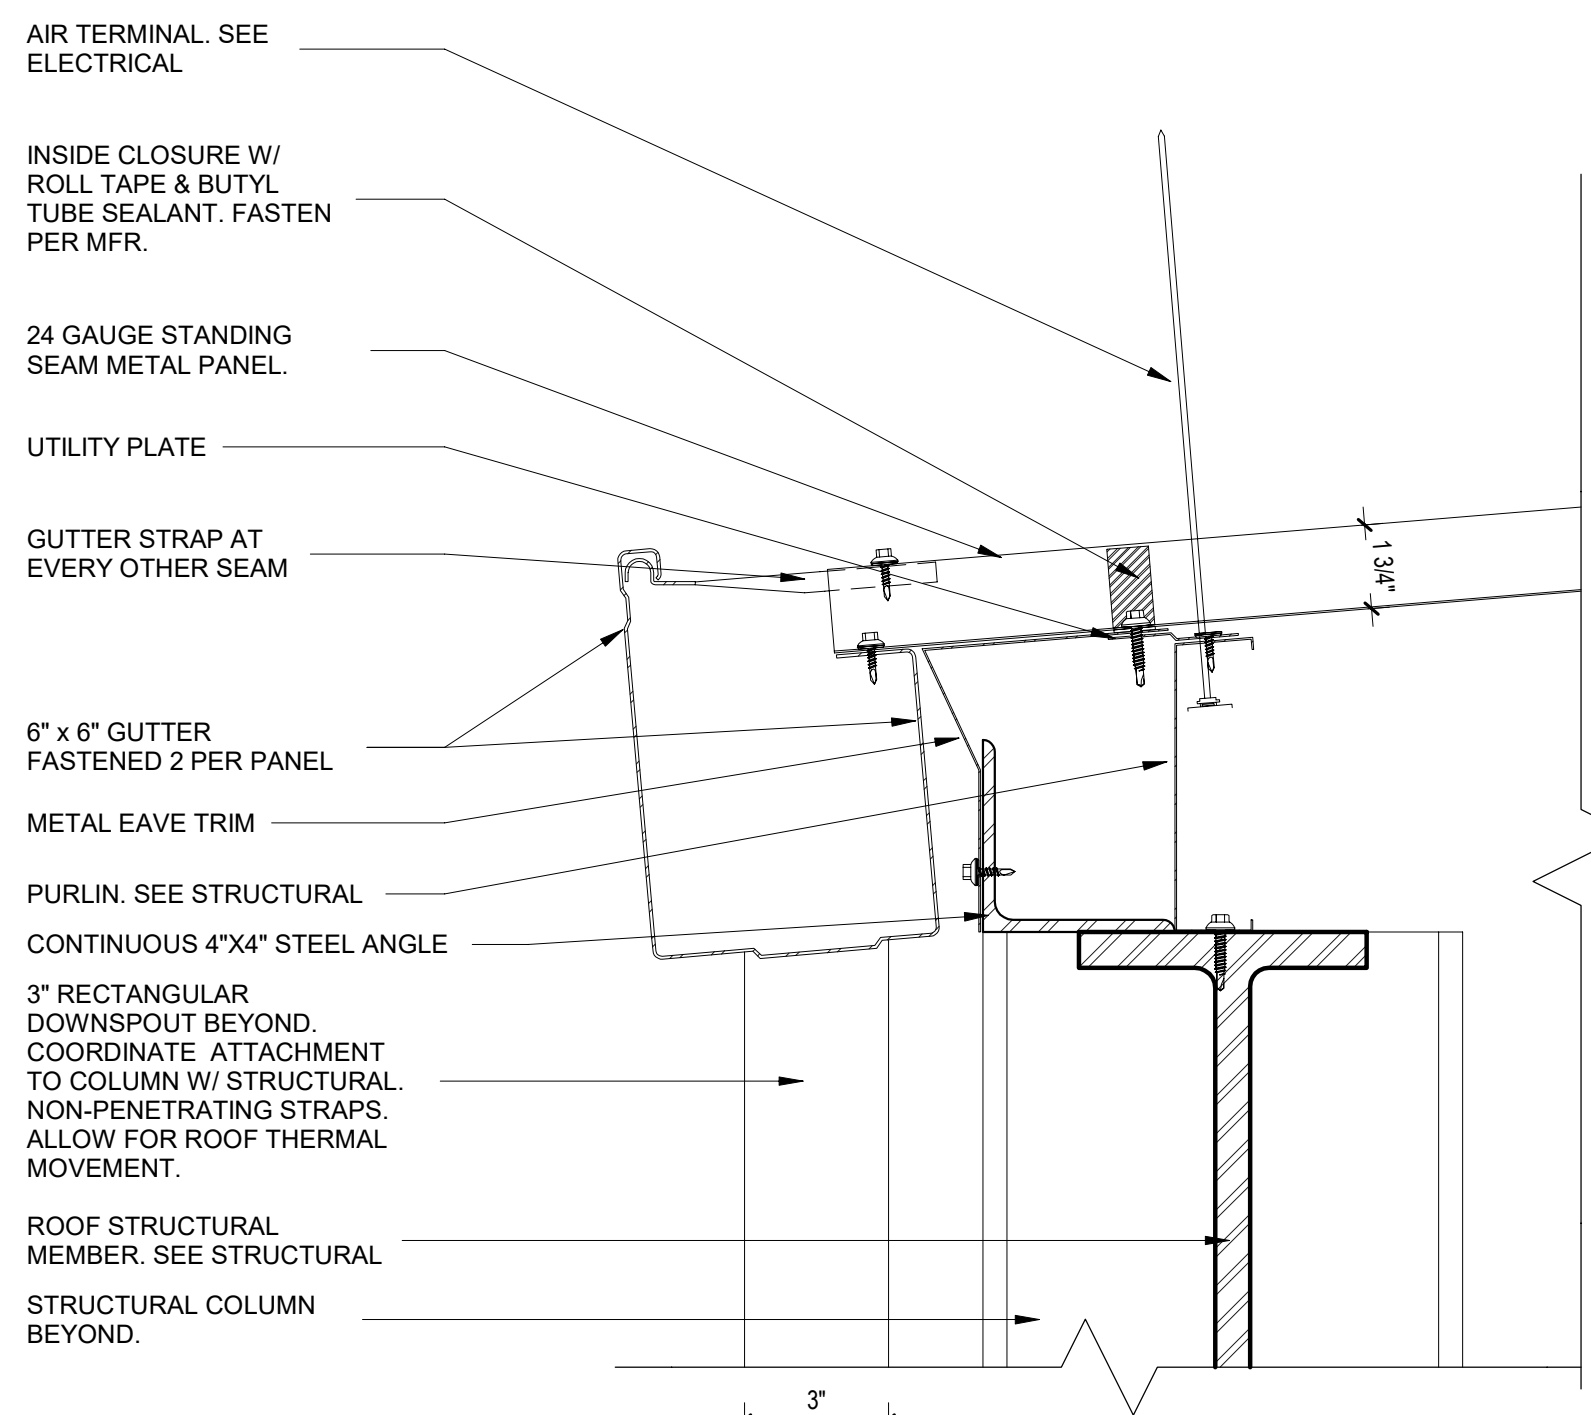 AIR TERMINAL. SEE
ELECTRICAL
INSIDE CLOSURE W/
ROLL TAPE & BUTYL
TUBE SEALANT. FASTEN
PER MFR.
24 GAUGE STANDING
SEAM METAL PANEL.
UTILITY PLATE
GUTTER STRAP AT
EVERY OTHER SEAM
1 3/4"
6" x 6" GUTTER
FASTENED 2 PER PANEL
METAL EAVE TRIM
PURLIN. SEE STRUCTURAL
CONTINUOUS 4"X4" STEEL ANGLE
3" RECTANGULAR
DOWNSPOUT BEYOND.
COORDINATE ATTACHMENT
TO COLUMN W/ STRUCTURAL.
NON-PENETRATING STRAPS.
ALLOW FOR ROOF THERMAL
MOVEMENT.
ROOF STRUCTURAL
MEMBER. SEE STRUCTURAL
STRUCTURAL COLUMN
BEYOND.
3"